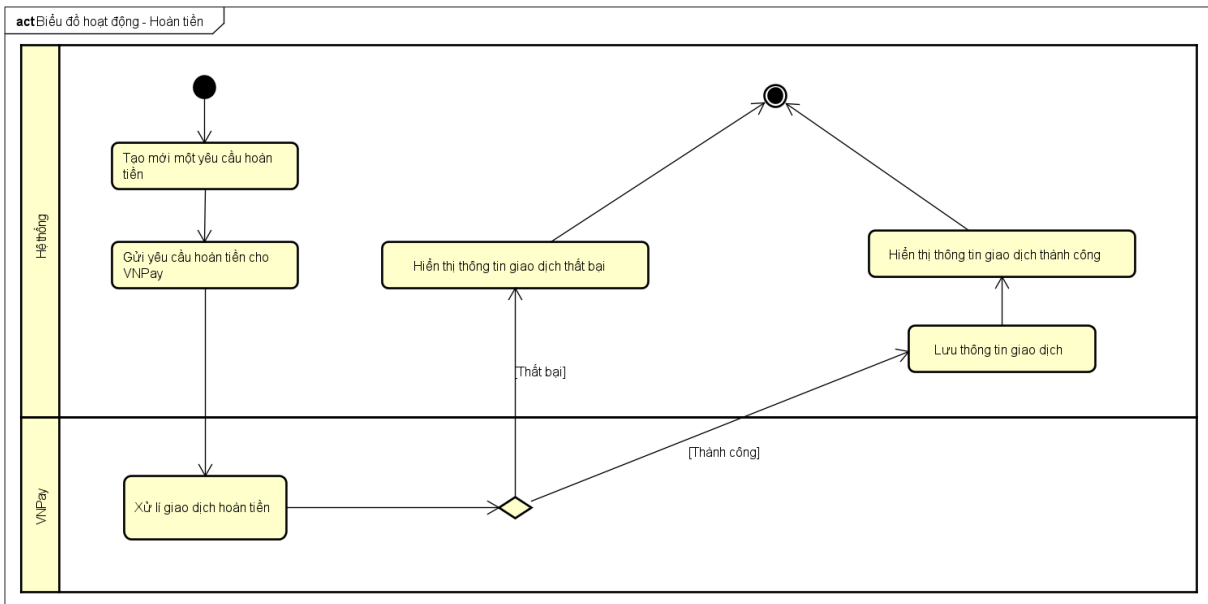 act Biểu đồ hoạt động - Hoàn tiền
Hệ thống
Tạo mới một yêu cầu hoàn
tiền
Gửi yêu cầu hoàn tiền cho
VNPay
Hiển thị thông tin giao dịch thất bại
Hiển thị thông tin giao dịch thành công
Lưu thông tin giao dịch
[Thất bại]
[Thành công]
VNPay
Xử lí giao dịch hoàn tiền